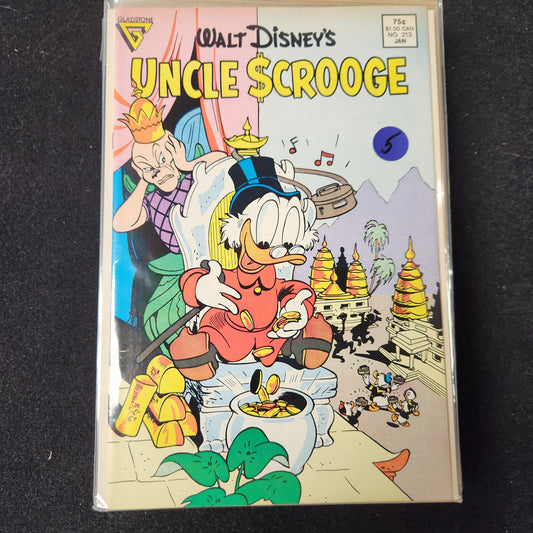 GLADSTONE
G
WALT DISNEY'S
UNCLE $CROOGE
75¢
$1.00 CAN
NO. 213
JAN
5